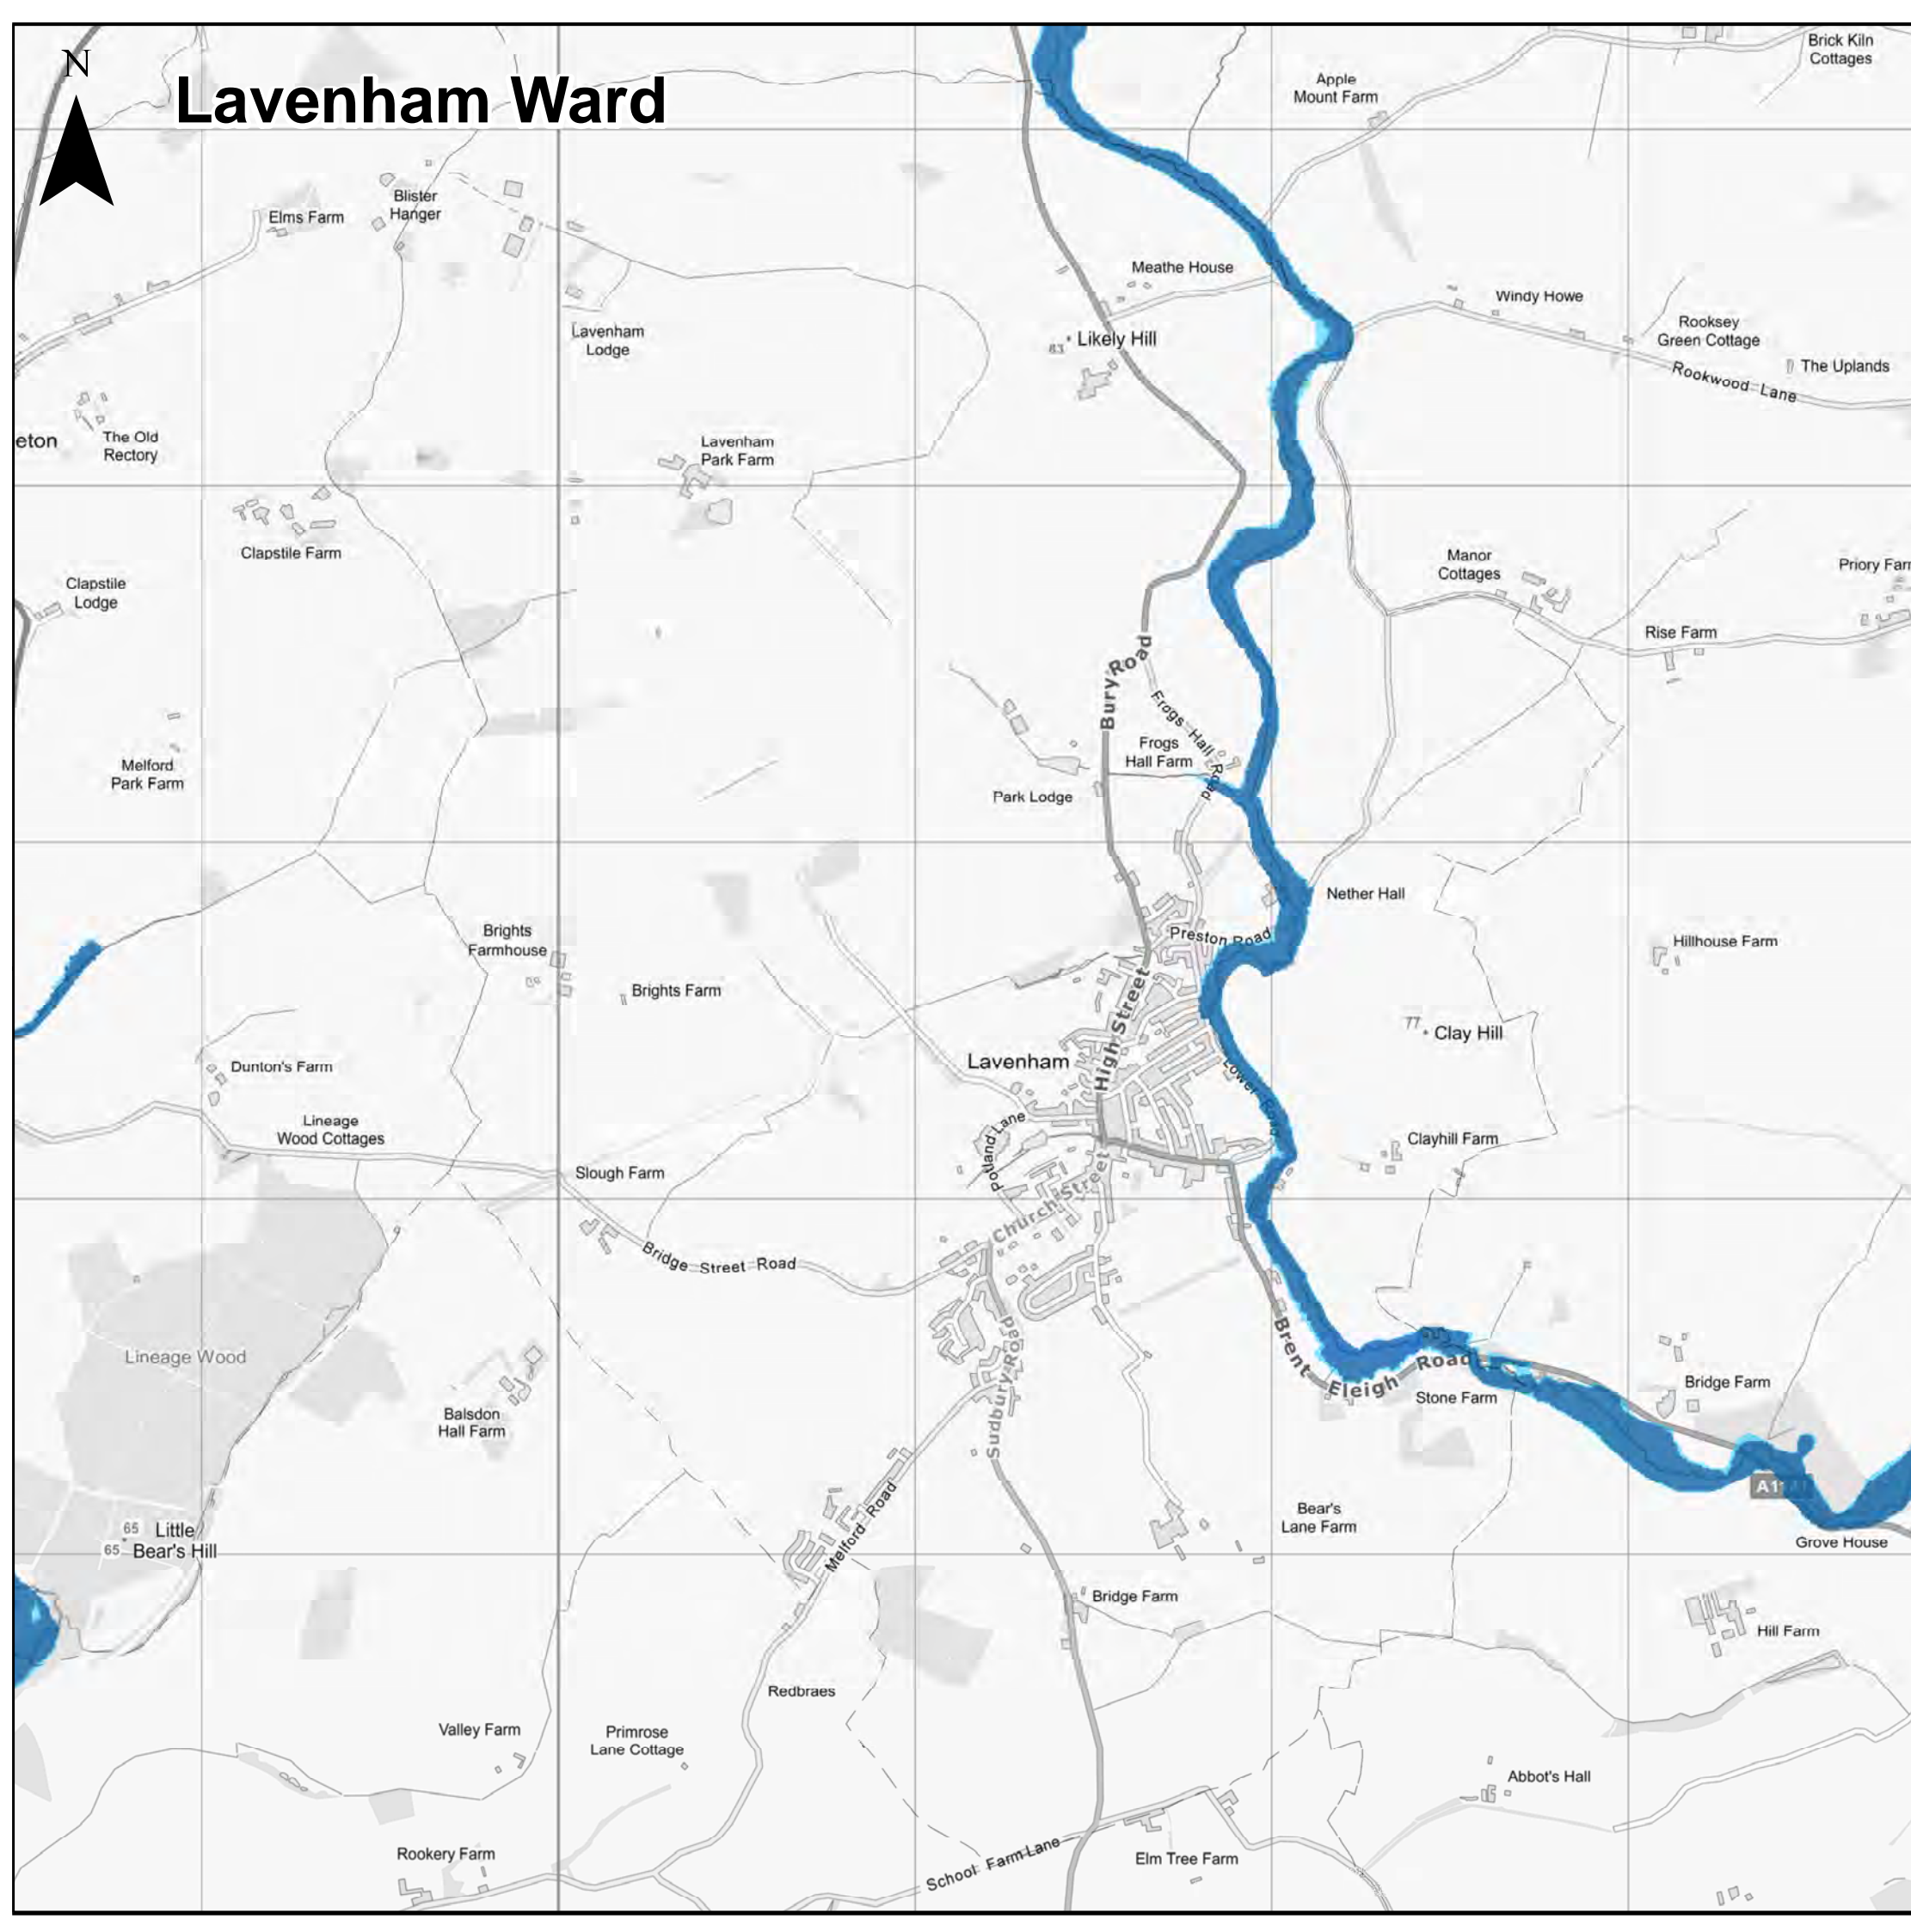 N
Lavenham Ward
Brick Kiln
Cottages
Apple
Mount Farm
Blister
Hanger
Elms Farm
Meathe House
Windy Howe
Lavenham
Lodge
83
Likely Hill
Rooksey
Green Cottage
The Uplands
Rookwood Lane
eton
The Old
Rectory
Lavenham
Park Farm
Clapstile Farm
Clapstile
Lodge
Manor
Cottages
Priory Farm
Rise Farm
Bury Road
Frogs Hall Road
Frogs
Hall Farm
Melford
Park Farm
Park Lodge
Nether Hall
Brights
Farmhouse
Preston Road
Hillhouse Farm
Brights Farm
High Street
77
Clay Hill
Lavenham
Dunton's Farm
Lower Road
Lineage
Wood Cottages
Potland Lane
Clayhill Farm
Slough Farm
Church Street
Bridge Street Road
Lineage Wood
Brent Eleigh Road
Sudbury Road
Stone Farm
Bridge Farm
Balsdon
Hall Farm
A11
Melford Road
Bear's
Lane Farm
65
Little
65
Bear's Hill
Grove House
Bridge Farm
Hill Farm
Redbraes
Valley Farm
Primrose
Lane Cottage
Abbot's Hall
Rookery Farm
School Farm Lane
Elm Tree Farm